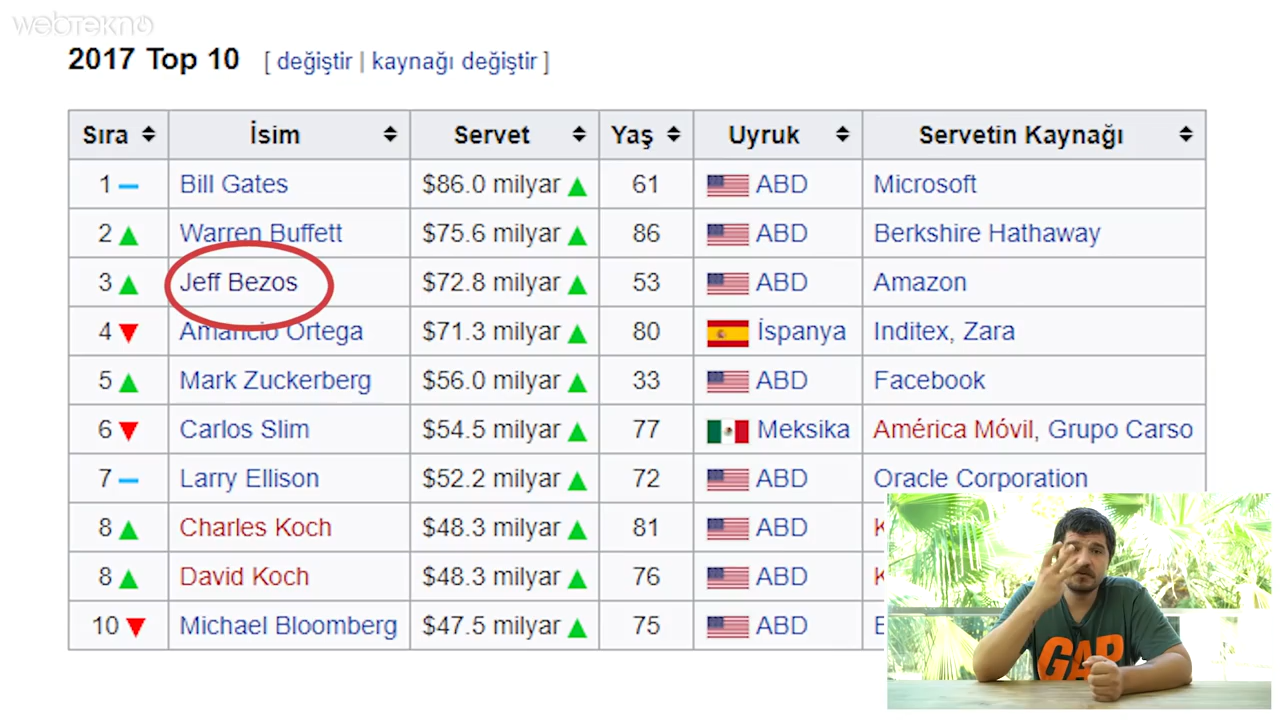 webtekno
2017 Top 10 [ değiştir | kaynağı değiştir ]
Sıra İsim Servet Yaş Uyruk Servetin Kaynağı
1 Bill Gates $86.0 milyar 61 ABD Microsoft
2 Warren Buffett $75.6 milyar 86 ABD Berkshire Hathaway
3 Jeff Bezos $72.8 milyar 53 ABD Amazon
4 Amancio Ortega $71.3 milyar 80 İspanya Inditex, Zara
5 Mark Zuckerberg $56.0 milyar 33 ABD Facebook
6 Carlos Slim $54.5 milyar 77 Meksika América Móvil, Grupo Carso
7 Larry Ellison $52.2 milyar 72 ABD Oracle Corporation
8 Charles Koch $48.3 milyar 81 ABD
8 David Koch $48.3 milyar 76 ABD
10 Michael Bloomberg $47.5 milyar 75 ABD
GAP